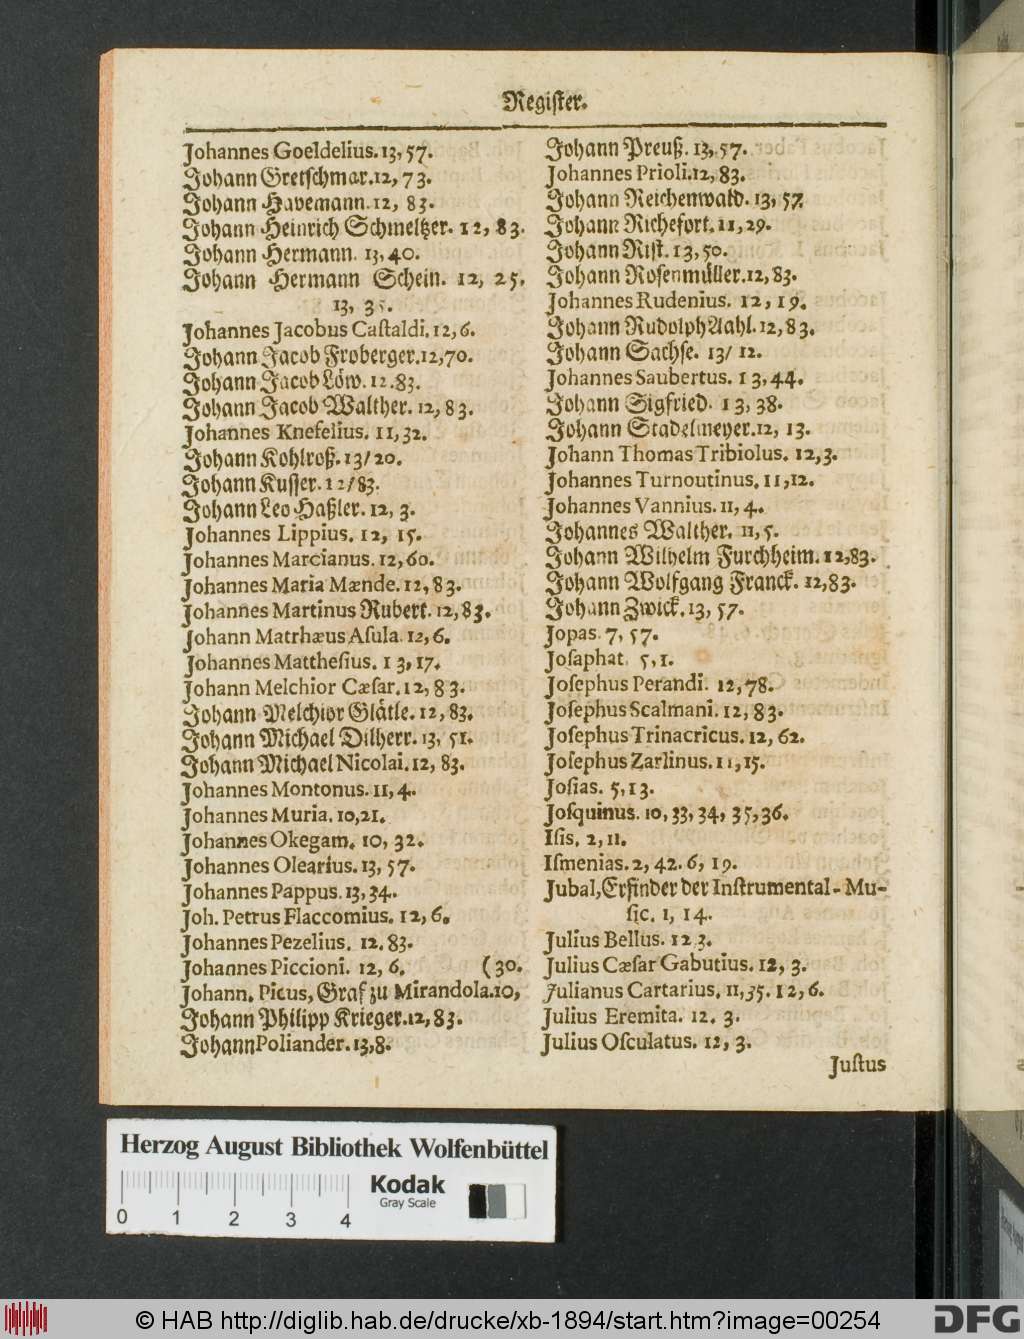 Regiſter.
Johannes Goeldelius. 13, 57.
Johann Gretſchmar. 12, 73.
Johann Havemann. 12, 83.
Johann Heinrich Schmeltzer. 12, 83.
Johann Hermann. 13, 40.
Johann Hermann Schein. 12, 25.
13, 35.
Johannes Jacobus Caſtaldi. 12, 6.
Johann Jacob Froberger. 12, 70.
Johann Jacob Löw. 12. 83.
Johann Jacob Walther. 12, 83.
Johannes Knefelius. 11, 32.
Johann Kohlroß. 13/20.
Johann Kuſſer. 12/83.
Johann Leo Haßler. 12, 3.
Johannes Lippius. 12, 15.
Johannes Marcianus. 12, 60.
Johannes Maria Mænde. 12, 83.
Johannes Martinus Rubert. 12, 83.
Johann Matrhæus Aſula. 12, 6.
Johannes Mattheſius. 13, 17.
Johann Melchior Cæſar. 12, 83.
Johann Melchior Glätle. 12, 83.
Johann Michael Dilherr. 13, 51.
Johann Michael Nicolai. 12, 83.
Johannes Montonus. 11, 4.
Johannes Muria. 10, 21.
Johannes Okegam. 10, 32.
Johannes Olearius. 13, 57.
Johannes Pappus. 13, 34.
Joh. Petrus Flaccomius. 12, 6.
Johannes Pezelius. 12. 83.
Johannes Piccioni. 12, 6. (30.
Johann. Picus, Graf zu Mirandola. 10,
Johann Philipp Krieger. 12, 83.
Johann Poliander. 13, 8.
Johann Preuß. 13, 57.
Johannes Prioli. 12, 83.
Johann Reichenwald. 13, 57.
Johann Richefort. 11, 29.
Johann Riſt. 13, 50.
Johann Roſenmüller. 12, 83.
Johannes Rudenius. 12, 19.
Johann Rudolph Aahl. 12, 83.
Johann Sachſe. 13/ 12.
Johannes Saubertus. 13, 44.
Johann Sigfried. 13, 38.
Johann Stadelmeyer. 12, 13.
Johann Thomas Tribiolus. 12, 3.
Johannes Turnoutinus. 11, 12.
Johannes Vannius. 11, 4.
Johannes Walther. 11, 5.
Johann Wilhelm Furchheim. 12, 83.
Johann Wolfgang Franck. 12, 83.
Johann Zwick. 13, 57.
Jopas. 7, 57.
Joſaphat. 5, 1.
Joſephus Perandi. 12, 78.
Joſephus Scalmani. 12, 83.
Joſephus Trinacricus. 12, 62.
Joſephus Zarlinus. 11, 15.
Joſias. 5, 13.
Joſquinus. 10, 33, 34, 35, 36.
Iſis. 2, 11.
Iſmenias. 2, 42. 6, 19.
Jubal, Erfinder der Inſtrumental-Mu-
ſic. 1, 14.
Julius Bellus. 12 3.
Julius Cæſar Gabutius. 12, 3.
Julianus Cartarius. 11, 35. 12, 6.
Julius Eremita. 12. 3.
Julius Oſculatus. 12, 3.
Juſtus
Herzog August Bibliothek Wolfenbüttel
Kodak
Gray Scale
0 1 2 3 4
© HAB http://diglib.hab.de/drucke/xb-1894/start.htm?image=00254
DFG